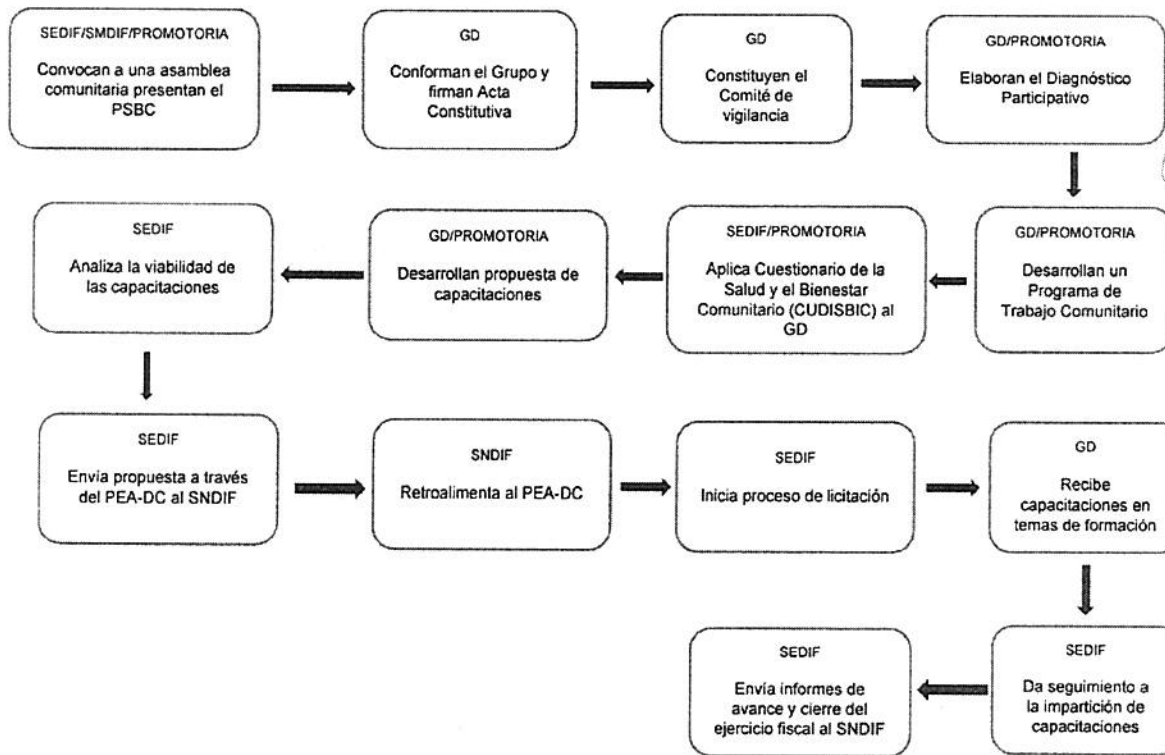 SEDIF/SMDIF/PROMOTORIA
Convocan a una asamblea
comunitaria presentan el
PSBC
GD
Conforman el Grupo y
firman Acta
Constitutiva
GD
Constituyen el
Comité de
vigilancia
GD/PROMOTORIA
Elaboran el Diagnóstico
Participativo
GD/PROMOTORIA
Desarrollan un
Programa de
Trabajo Comunitario
SEDIF/PROMOTORIA
Aplica Cuestionario de la
Salud y el Bienestar
Comunitario (CUDISBIC) al
GD
GD/PROMOTORIA
Desarrollan propuesta de
capacitaciones
SEDIF
Analiza la viabilidad de
las capacitaciones
SEDIF
Envía propuesta a través
del PEA-DC al SNDIF
SNDIF
Retroalimenta al PEA-DC
SEDIF
Inicia proceso de licitación
GD
Recibe
capacitaciones en
temas de formación
SEDIF
Da seguimiento a
la impartición de
capacitaciones
SEDIF
Envía informes de
avance y cierre del
ejercicio fiscal al SNDIF